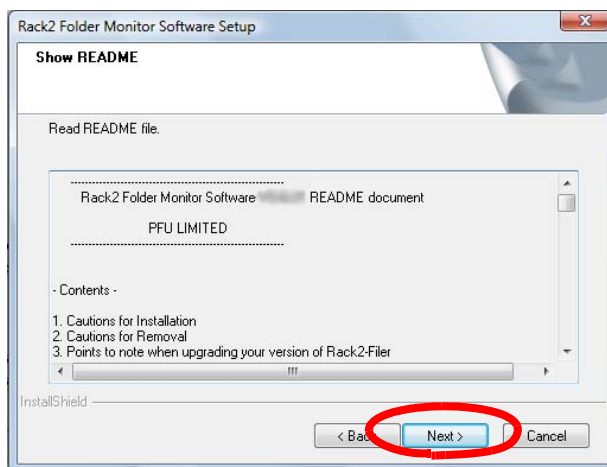 Rack2 Folder Monitor Software Setup
Show README
Read README file.
----------------------------------------------------------
Rack2 Folder Monitor Software README document
PFU LIMITED
----------------------------------------------------------
- Contents -
1. Cautions for Installation
2. Cautions for Removal
3. Points to note when upgrading your version of Rack2-Filer
InstallShield
< Back Next > Cancel